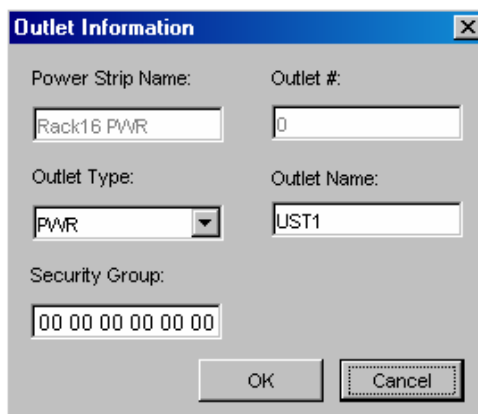 Outlet Information
Power Strip Name:
Outlet #:
Rack16 PWR
0
Outlet Type:
Outlet Name:
PWR
UST1
Security Group:
00 00 00 00 00 00
OK
Cancel